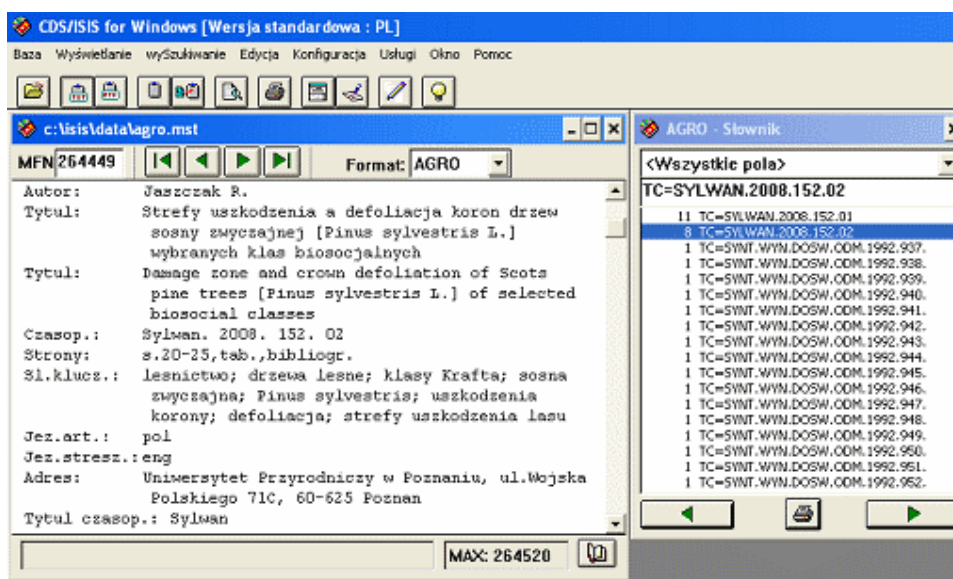 CDS/ISIS for Windows [Wersja standardowa : PL]
Baza Wyświetlanie wySzukiwanie Edycja Konfiguracja Usługi Okno Pomoc
c:\isis\data\agro.mst
MFN 264449 Format: AGRO
Autor: Jaszczak R.
Tytul: Strefy uszkodzenia a defoliacja koron drzew
sosny zwyczajnej [Pinus sylvestris L.]
wybranych klas biosocjalnych
Tytul: Damage zone and crown defoliation of Scots
pine trees [Pinus sylvestris L.] of selected
biosocial classes
Czasop.: Sylwan. 2008. 152. 02
Strony: s.20-25,tab.,bibliogr.
Sl.klucz.: lesnictwo; drzewa lesne; klasy Krafta; sosna
zwyczajna; Pinus sylvestris; uszkodzenia
korony; defoliacja; strefy uszkodzenia lasu
Jez.art.: pol
Jez.stresz.:eng
Adres: Uniwersytet Przyrodniczy w Poznaniu, ul.Wojska
Polskiego 71C, 60-625 Poznan
Tytul czasop.: Sylwan
MAX: 264520
AGRO - Słownik
<Wszystkie pola>
TC=SYLWAN.2008.152.02
11 TC=SYLWAN.2008.152.01
8 TC=SYLWAN.2008.152.02
1 TC=SYNT.WYN.DOSW.ODM.1992.937.
1 TC=SYNT.WYN.DOSW.ODM.1992.938.
1 TC=SYNT.WYN.DOSW.ODM.1992.939.
1 TC=SYNT.WYN.DOSW.ODM.1992.940.
1 TC=SYNT.WYN.DOSW.ODM.1992.941.
1 TC=SYNT.WYN.DOSW.ODM.1992.942.
1 TC=SYNT.WYN.DOSW.ODM.1992.943.
1 TC=SYNT.WYN.DOSW.ODM.1992.944.
1 TC=SYNT.WYN.DOSW.ODM.1992.945.
1 TC=SYNT.WYN.DOSW.ODM.1992.946.
1 TC=SYNT.WYN.DOSW.ODM.1992.947.
1 TC=SYNT.WYN.DOSW.ODM.1992.948.
1 TC=SYNT.WYN.DOSW.ODM.1992.949.
1 TC=SYNT.WYN.DOSW.ODM.1992.950.
1 TC=SYNT.WYN.DOSW.ODM.1992.951.
1 TC=SYNT.WYN.DOSW.ODM.1992.952.